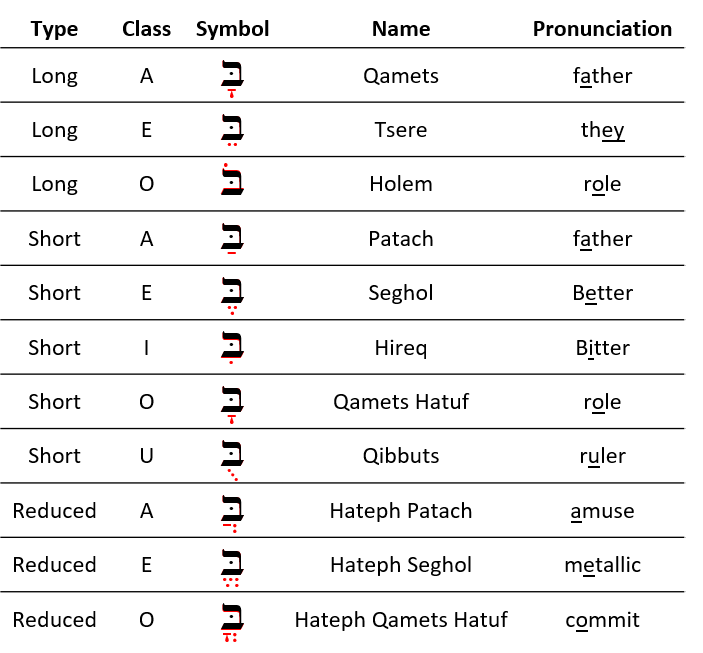 Type Class Symbol Name Pronunciation
Long A בָּ Qamets father
Long E בֵּ Tsere they
Long O בֹּ Holem role
Short A בַּ Patach father
Short E בֶּ Seghol Better
Short I בִּ Hireq Bitter
Short O בָּ Qamets Hatuf role
Short U בֻּ Qibbuts ruler
Reduced A בֲּ Hateph Patach amuse
Reduced E בֱּ Hateph Seghol metallic
Reduced O בֳּ Hateph Qamets Hatuf commit